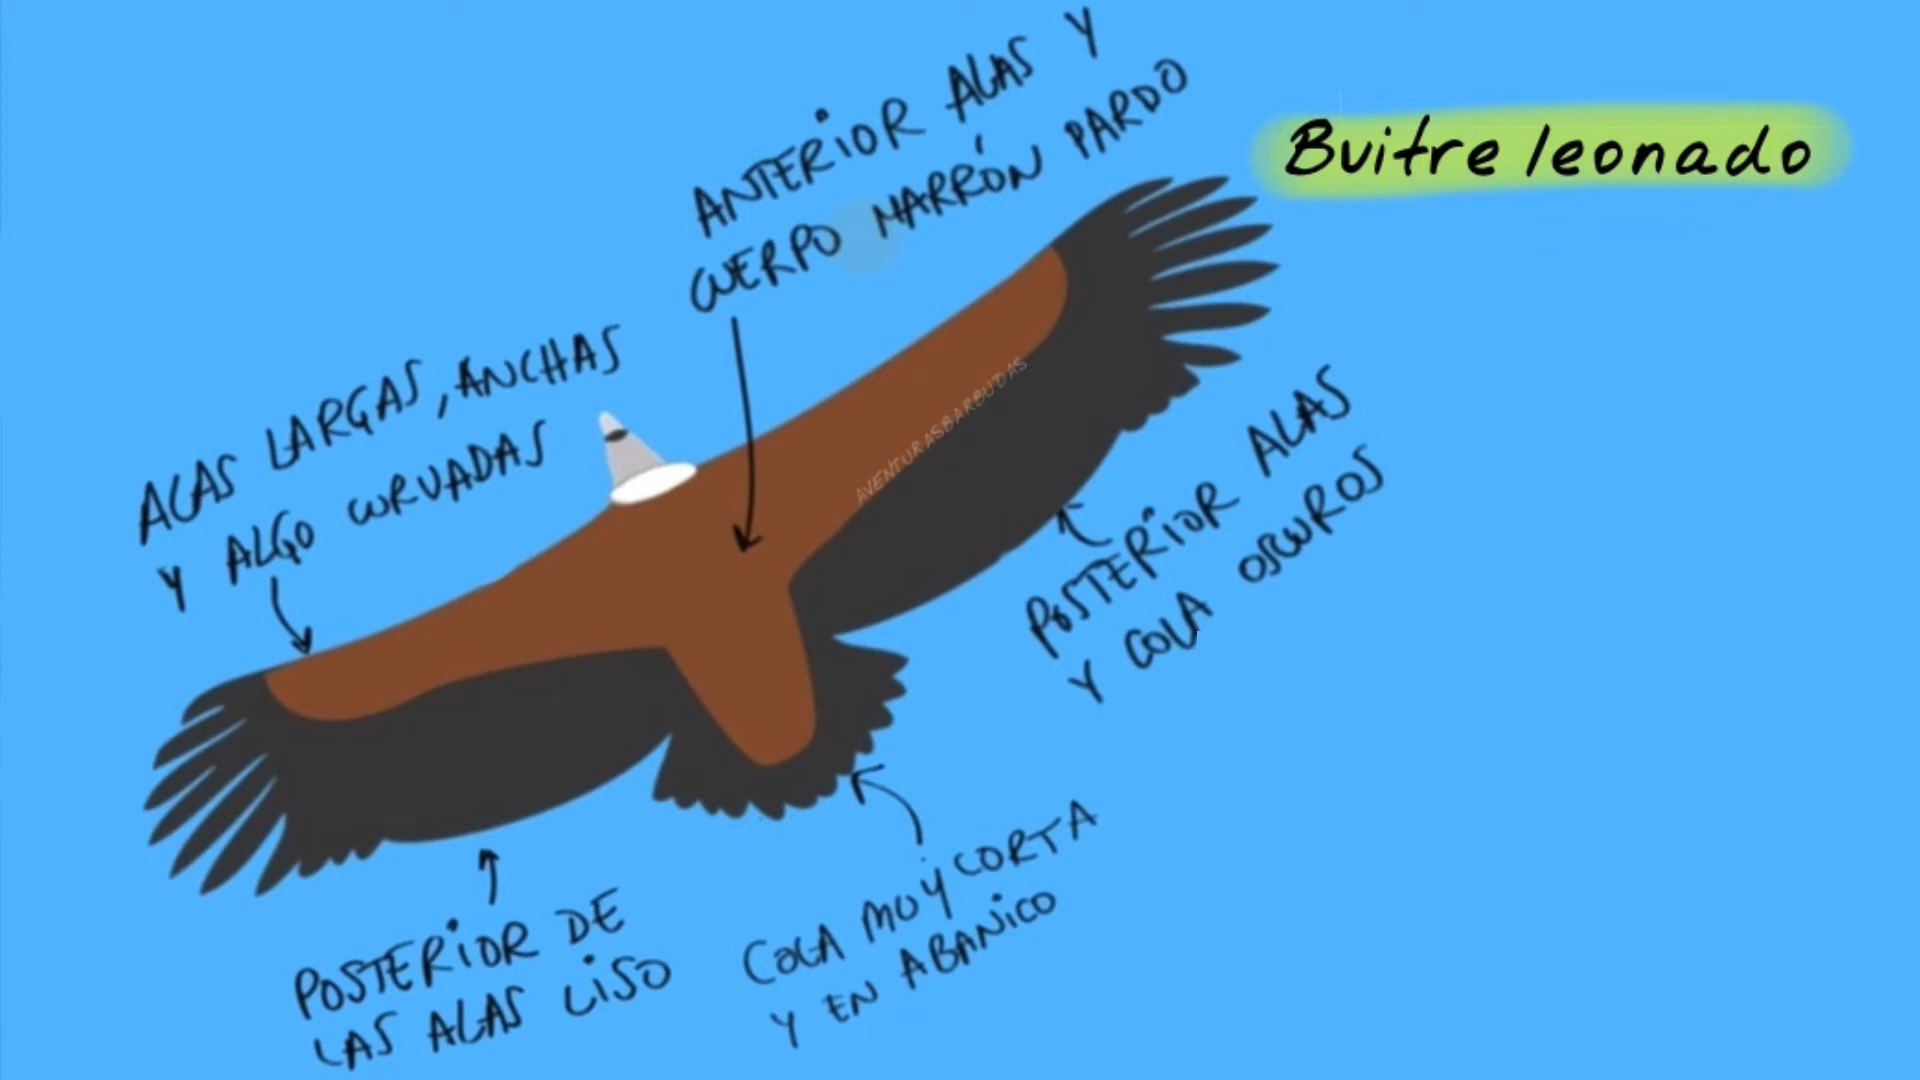 Buitre leonado
ANTERIOR ALAS Y
CUERPO MARRÓN PARDO
ALAS LARGAS, ANCHAS
Y ALGO CURVADAS
AVENTURASBARBUDAS
POSTERIOR ALAS
Y COLA OSCUROS
POSTERIOR DE
LAS ALAS LISO
COLA MUY CORTA
Y EN ABANICO